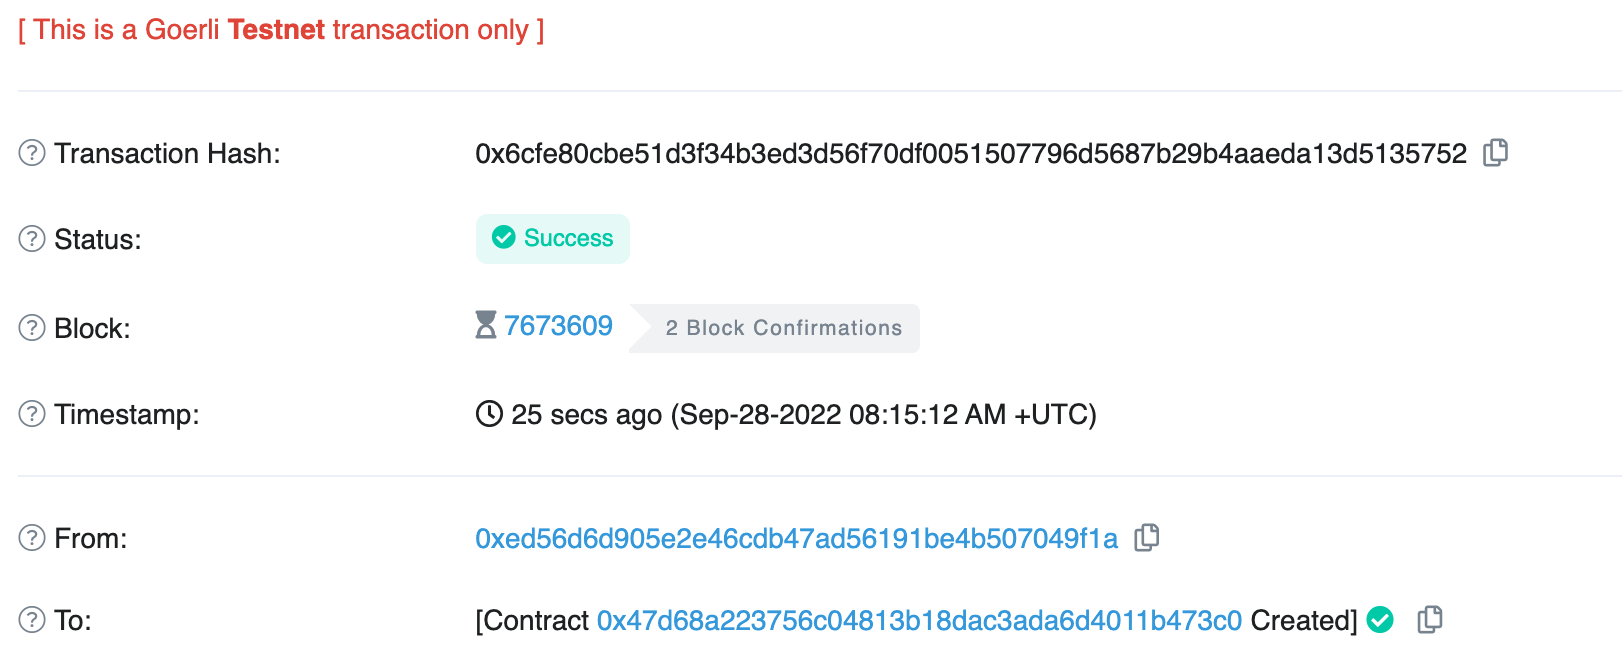 [ This is a Goerli Testnet transaction only ]
Transaction Hash: 0x6cfe80cbe51d3f34b3ed3d56f70df0051507796d5687b29b4aaeda13d5135752
Status: Success
Block: 7673609 2 Block Confirmations
Timestamp: 25 secs ago (Sep-28-2022 08:15:12 AM +UTC)
From: 0xed56d6d905e2e46cdb47ad56191be4b507049f1a
To: [Contract 0x47d68a223756c04813b18dac3ada6d4011b473c0 Created]